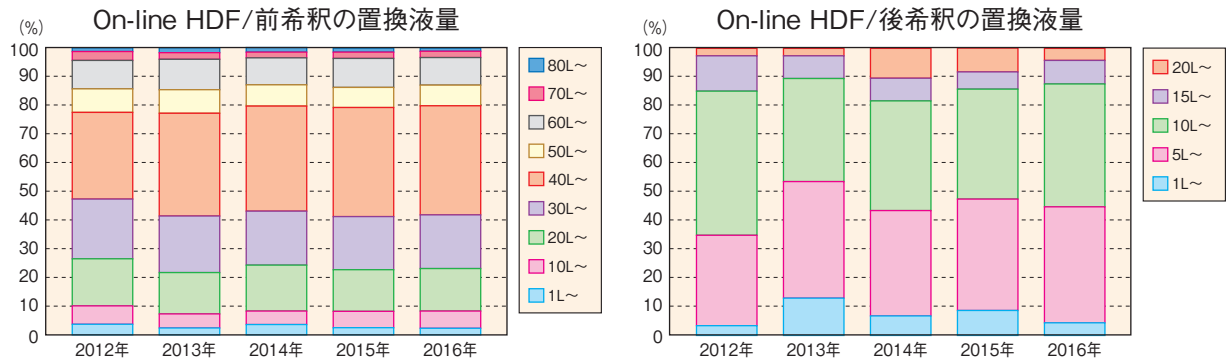 On-line HDF/前希釈の置換液量
(%)
100
90
80
70
60
50
40
30
20
10
0
2012年 2013年 2014年 2015年 2016年
80L～
70L～
60L～
50L～
40L～
30L～
20L～
10L～
1L～
On-line HDF/後希釈の置換液量
(%)
100
90
80
70
60
50
40
30
20
10
0
2012年 2013年 2014年 2015年 2016年
20L～
15L～
10L～
5L～
1L～